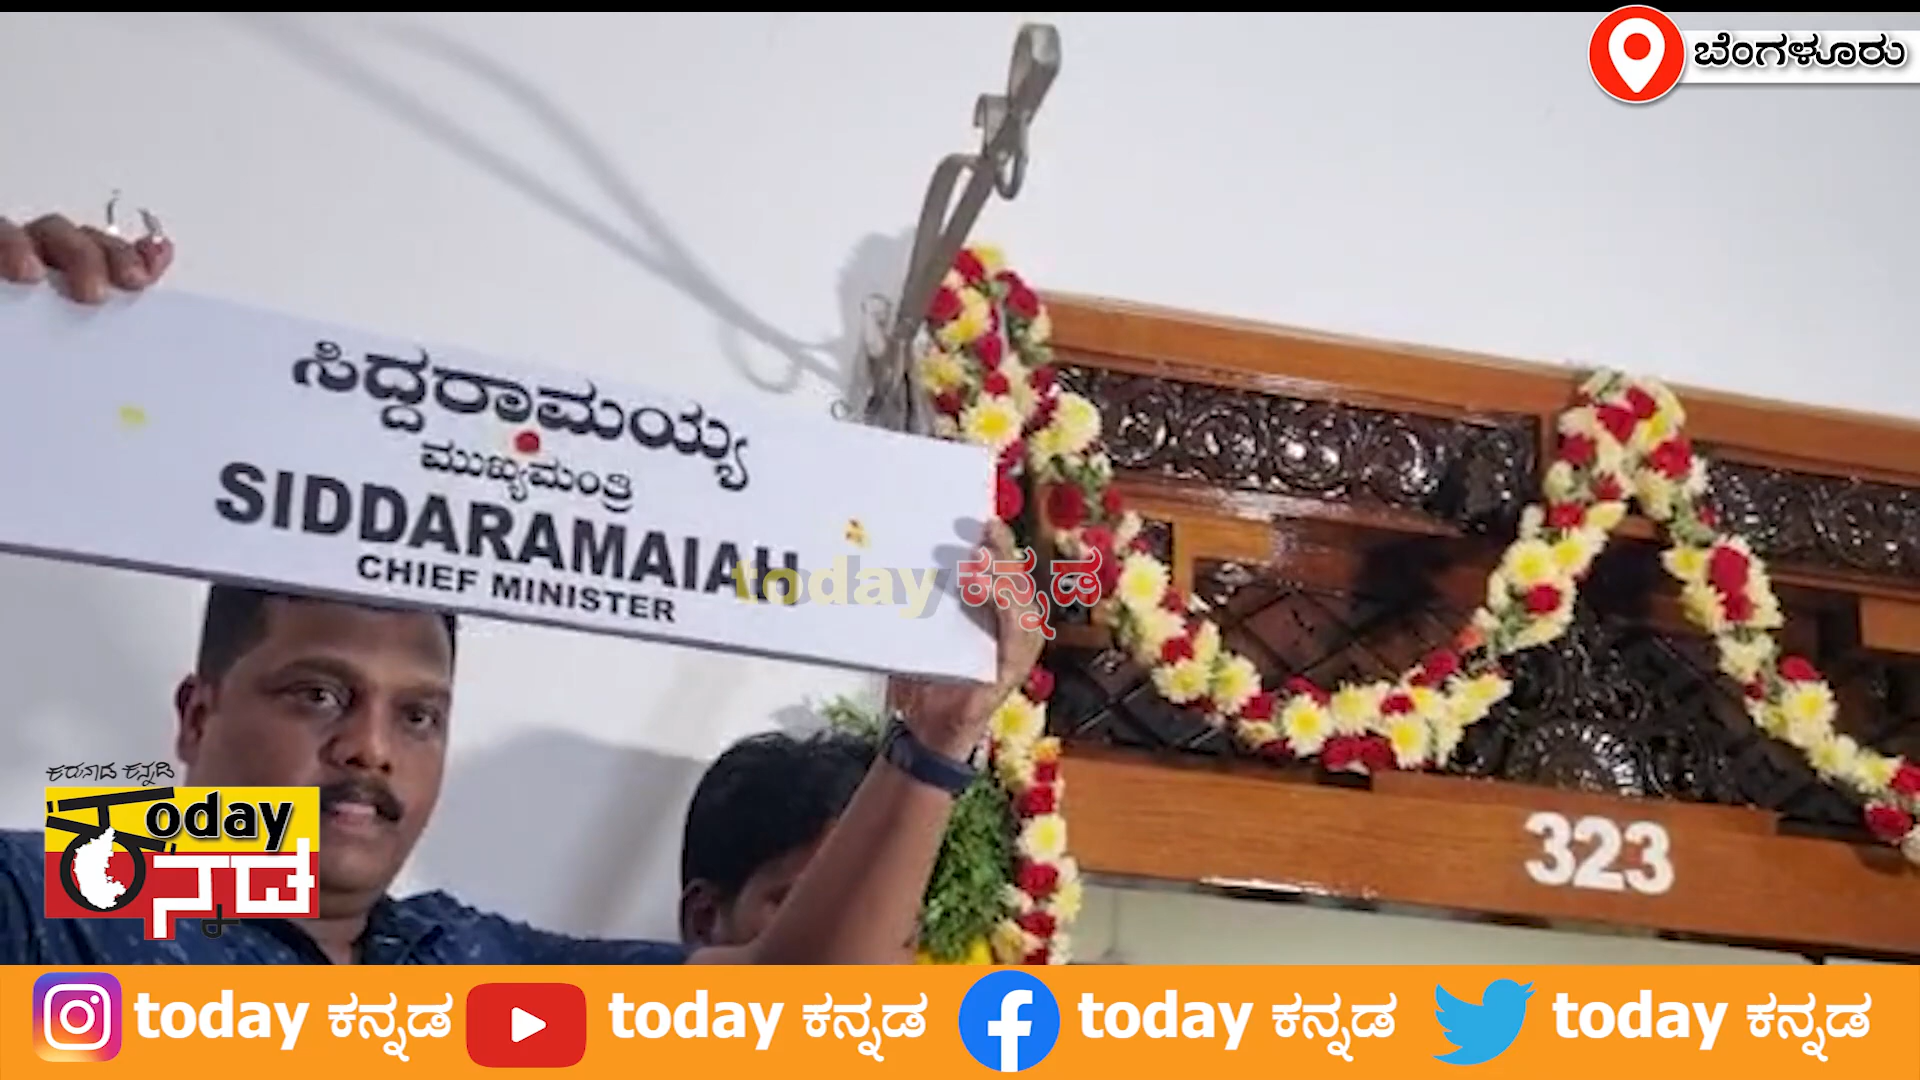 ಬೆಂಗಳೂರು
ಸಿದ್ದರಾಮಯ್ಯ
ಮುಖ್ಯಮಂತ್ರಿ
SIDDARAMAIAH
CHIEF MINISTER
today ಕನ್ನಡ
323
ಕರುನಾಡ ಕನ್ನಡಿ
Today
ಕನ್ನಡ
today ಕನ್ನಡ today ಕನ್ನಡ today ಕನ್ನಡ today ಕನ್ನಡ